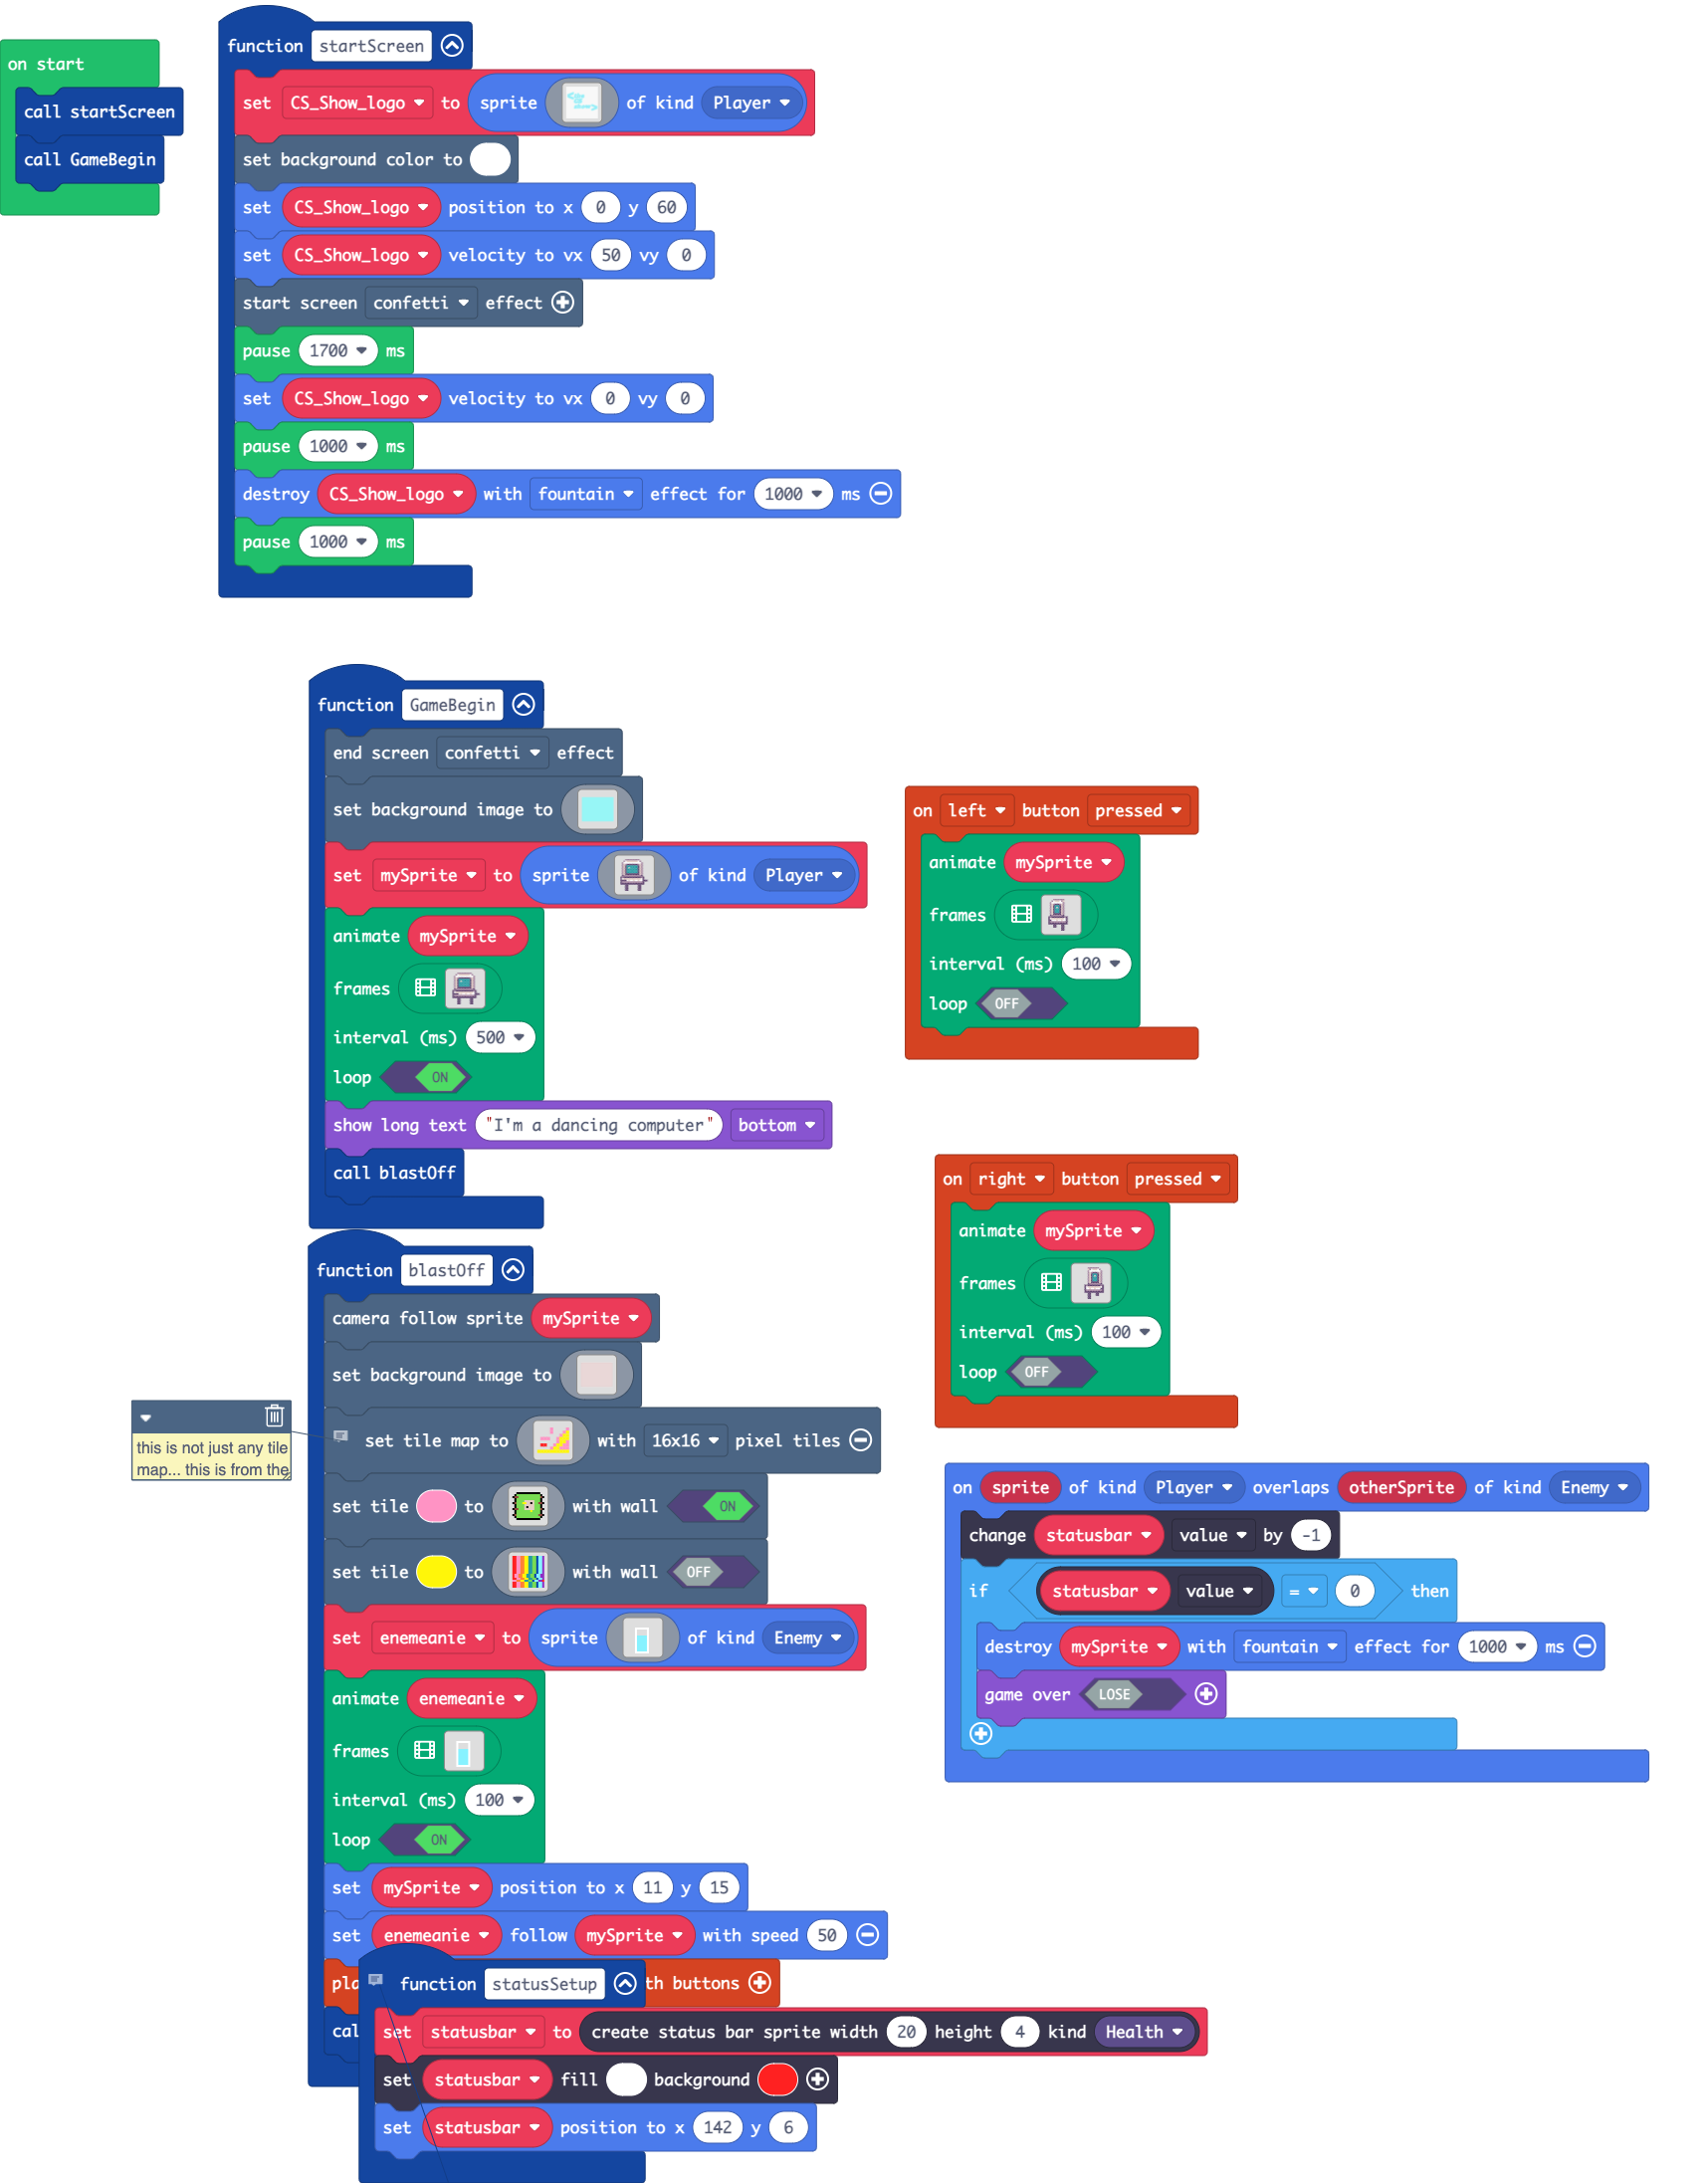 on start
call startScreen
call GameBegin
function startScreen
set CS_Show_logo to sprite of kind Player
set background color to
set CS_Show_logo position to x 0 y 60
set CS_Show_logo velocity to vx 50 vy 0
start screen confetti effect
pause 1700 ms
set CS_Show_logo velocity to vx 0 vy 0
pause 1000 ms
destroy CS_Show_logo with fountain effect for 1000 ms
pause 1000 ms
function GameBegin
end screen confetti effect
set background image to
set mySprite to sprite of kind Player
animate mySprite
frames
interval (ms) 500
loop ON
show long text "I'm a dancing computer" bottom
call blastOff
on left button pressed
animate mySprite
frames
interval (ms) 100
loop OFF
on right button pressed
animate mySprite
frames
interval (ms) 100
loop OFF
function blastOff
camera follow sprite mySprite
set background image to
this is not just any tile
map... this is from the
set tile map to with 16x16 pixel tiles
set tile to with wall ON
set tile to with wall OFF
set enemeanie to sprite of kind Enemy
animate enemeanie
frames
interval (ms) 100
loop ON
set mySprite position to x 11 y 15
set enemeanie follow mySprite with speed 50
buttons
on sprite of kind Player overlaps otherSprite of kind Enemy
change statusbar value by -1
if statusbar value = 0 then
destroy mySprite with fountain effect for 1000 ms
game over LOSE
function statusSetup
set statusbar to create status bar sprite width 20 height 4 kind Health
set statusbar fill background
set statusbar position to x 142 y 6